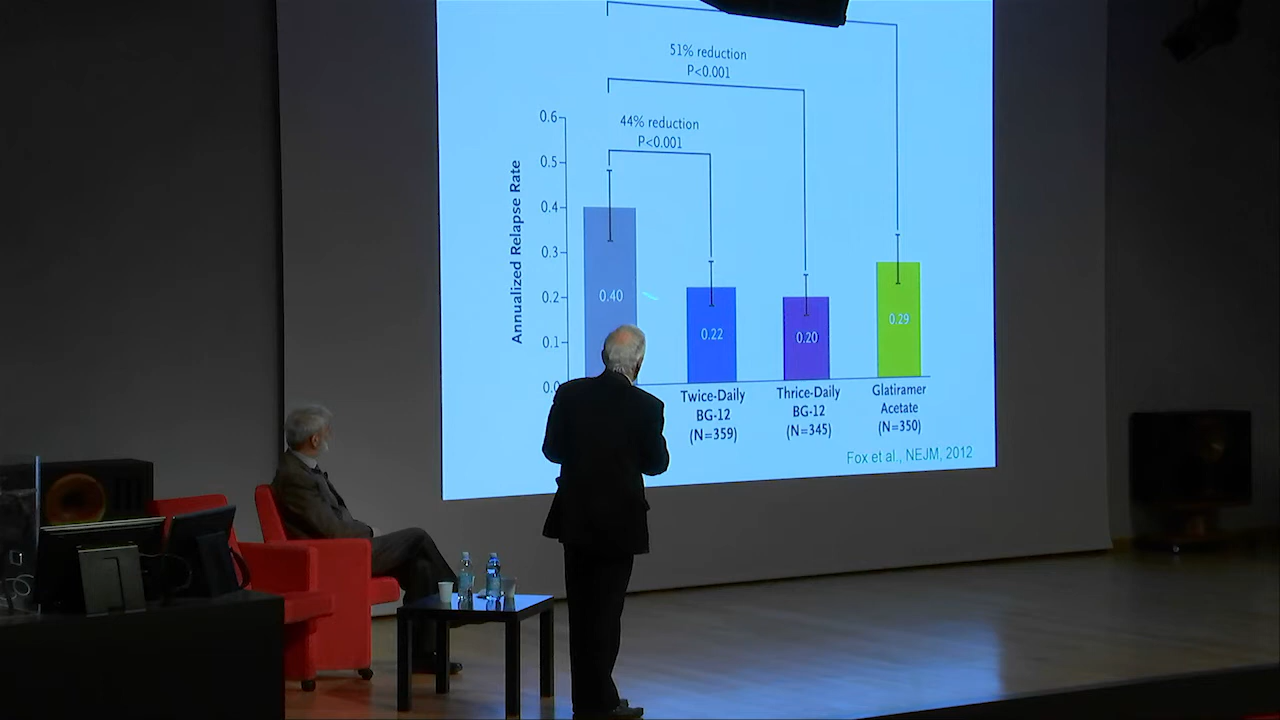 51% reduction
P<0.001
44% reduction
P<0.001
0.6
0.5
0.4
0.3
0.2
0.1
0.0
Annualized Relapse Rate
0.40
0.22
0.20
0.29
Twice-Daily
BG-12
(N=359)
Thrice-Daily
BG-12
(N=345)
Glatiramer
Acetate
(N=350)
Fox et al., NEJM, 2012